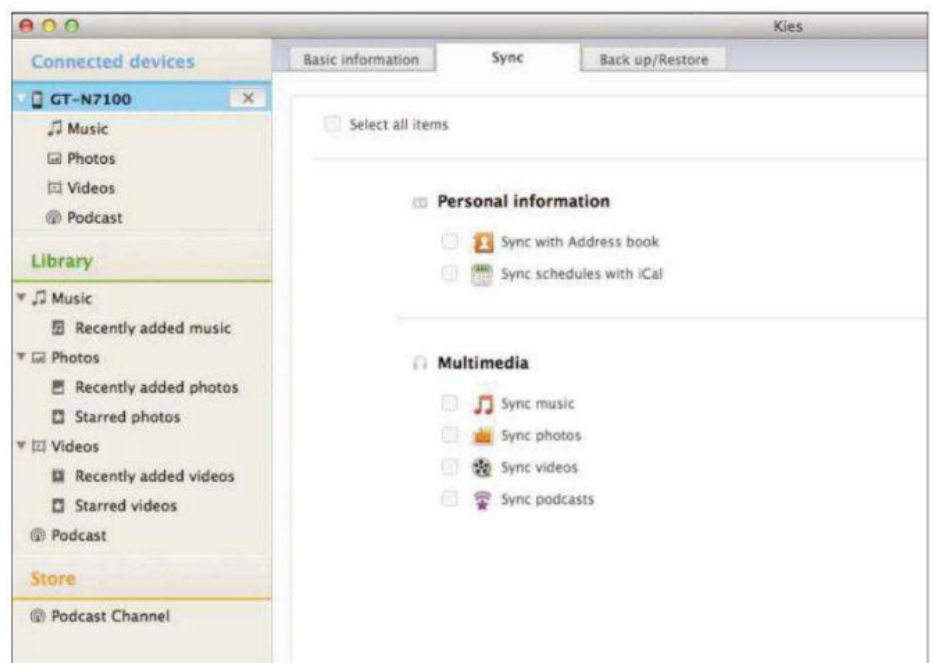 Kies
Connected devices
GT-N7100
Music
Photos
Videos
Podcast
Library
Music
Recently added music
Photos
Recently added photos
Starred photos
Videos
Recently added videos
Starred videos
Podcast
Store
Podcast Channel
Basic information
Sync
Back up/Restore
Select all items
Personal information
Sync with Address book
Sync schedules with iCal
Multimedia
Sync music
Sync photos
Sync videos
Sync podcasts